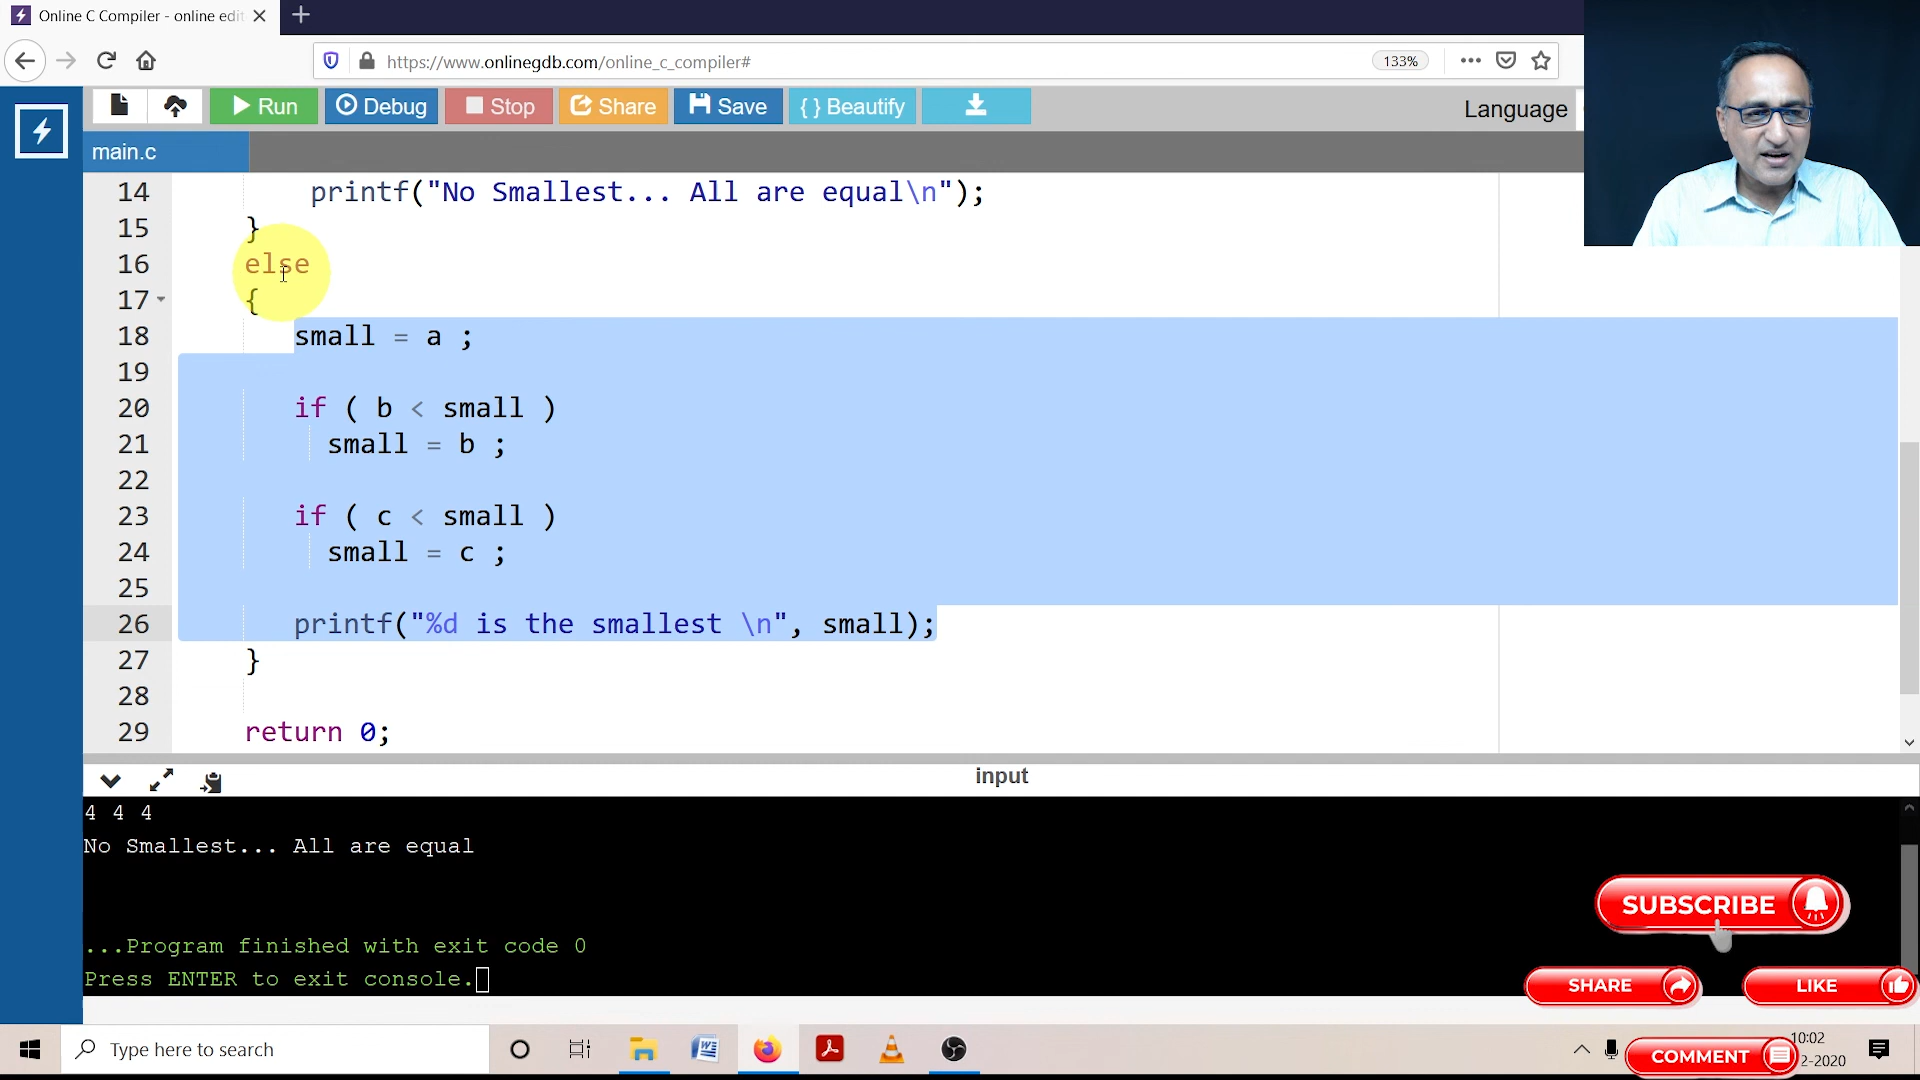 Online C Compiler - online edit
https://www.onlinegdb.com/online_c_compiler#
133%
Run
Debug
Stop
Share
Save
{ } Beautify
Language
main.c
14 printf("No Smallest... All are equal\n");
15 }
16 else
17 {
18 small = a ;
19
20 if ( b < small )
21 small = b ;
22
23 if ( c < small )
24 small = c ;
25
26 printf("%d is the smallest \n", small);
27 }
28
29 return 0;
input
4 4 4
No Smallest... All are equal
...Program finished with exit code 0
Press ENTER to exit console.
SUBSCRIBE
SHARE
LIKE
Type here to search
10:02
COMMENT
2-2020